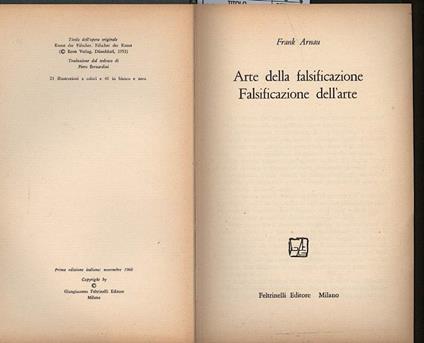 TITOLO
Titolo dell'opera originale
Kunst der Fälscher. Fälscher der Kunst
(© Econ Verlag, Düsseldorf,
Traduzione dal tedesco di
Piero Bernardini
21 illustrazioni a colori e 41 in bianco e nero
Prima edizione italiana: novembre 1960
Copyright by
©
Giangiacomo Feltrinelli Editore
Milano
Frank Arnau
Arte della falsificazione
Falsificazione dell'arte
Feltrinelli Editore Milano